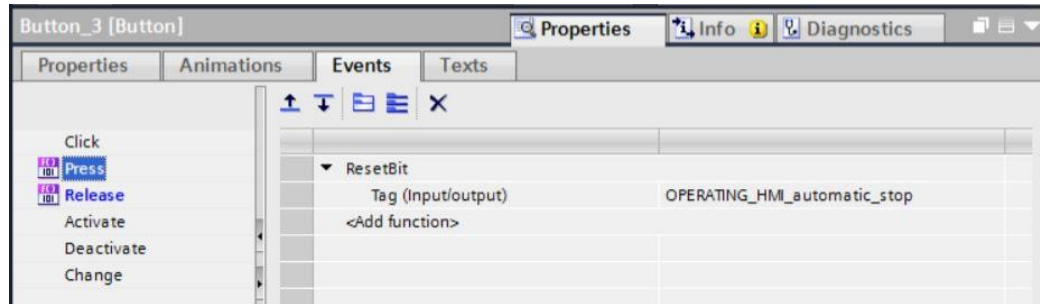 Button_3 [Button]
Properties
Info
Diagnostics
Properties
Animations
Events
Texts
Click
Press
Release
Activate
Deactivate
Change
ResetBit
Tag (Input/output) OPERATING_HMI_automatic_stop
<Add function>